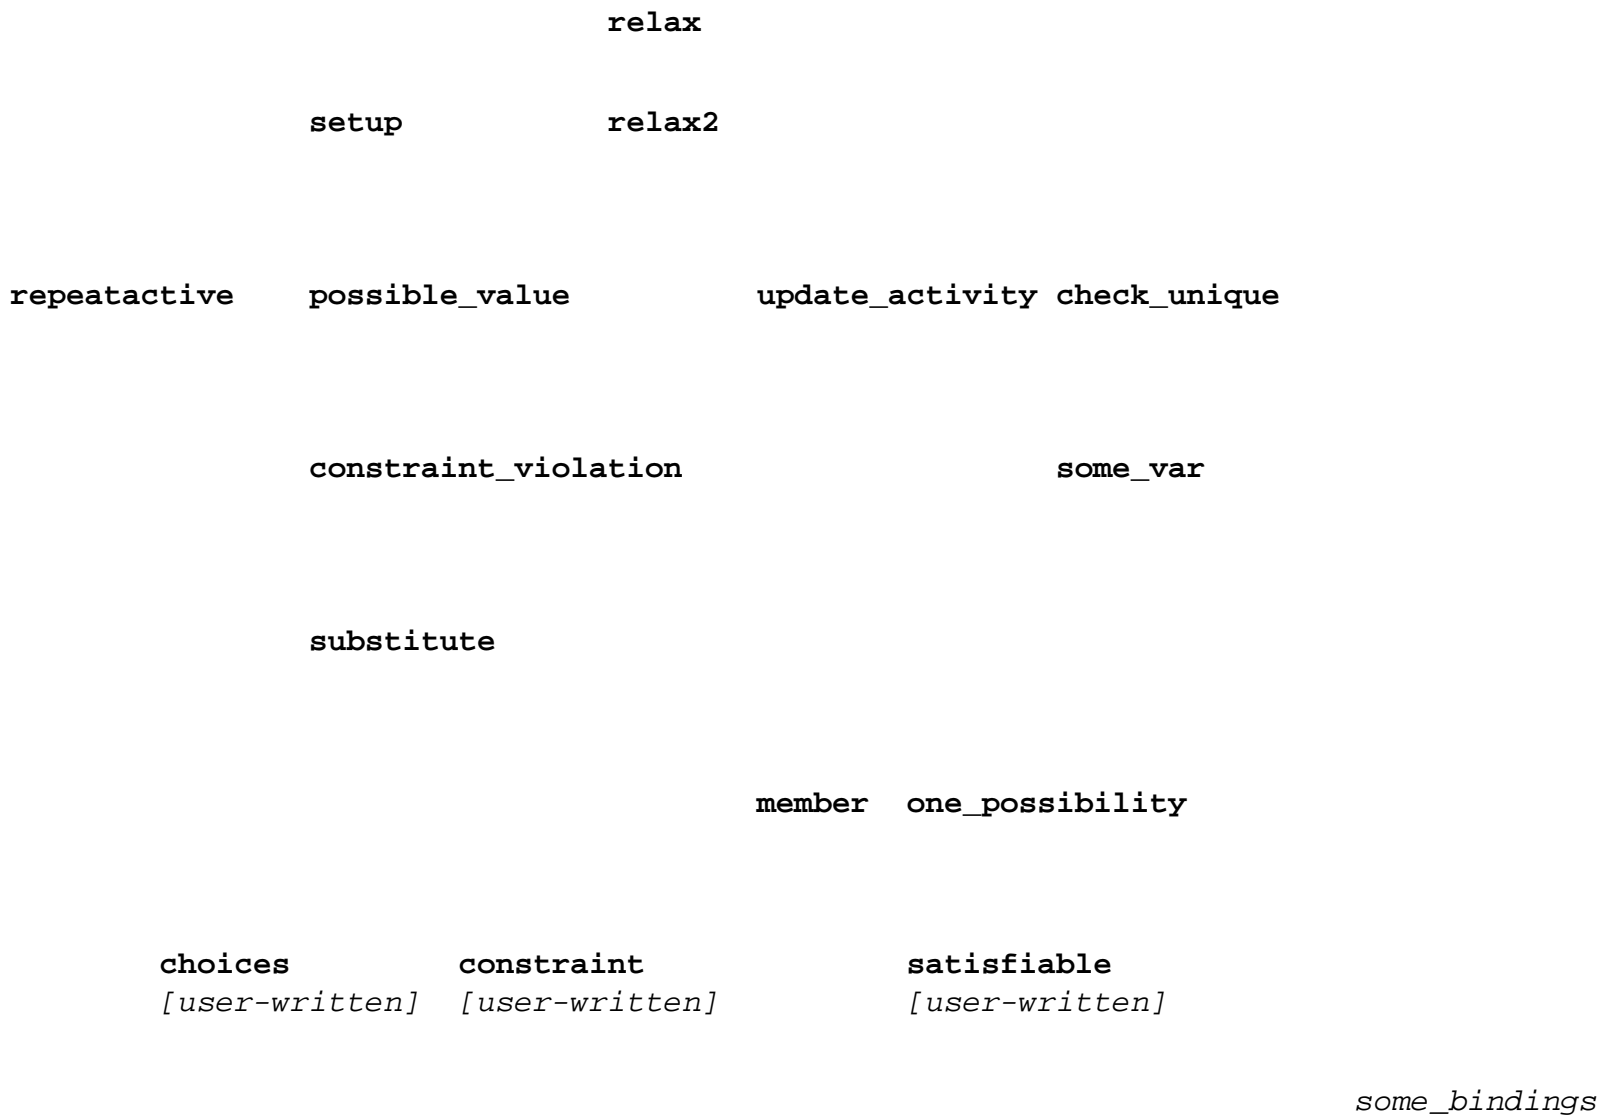 relax
setup relax2
repeatactive possible_value update_activity check_unique
constraint_violation some_var
substitute
member one_possibility
choices constraint satisfiable
[user-written] [user-written] [user-written]
some_bindings